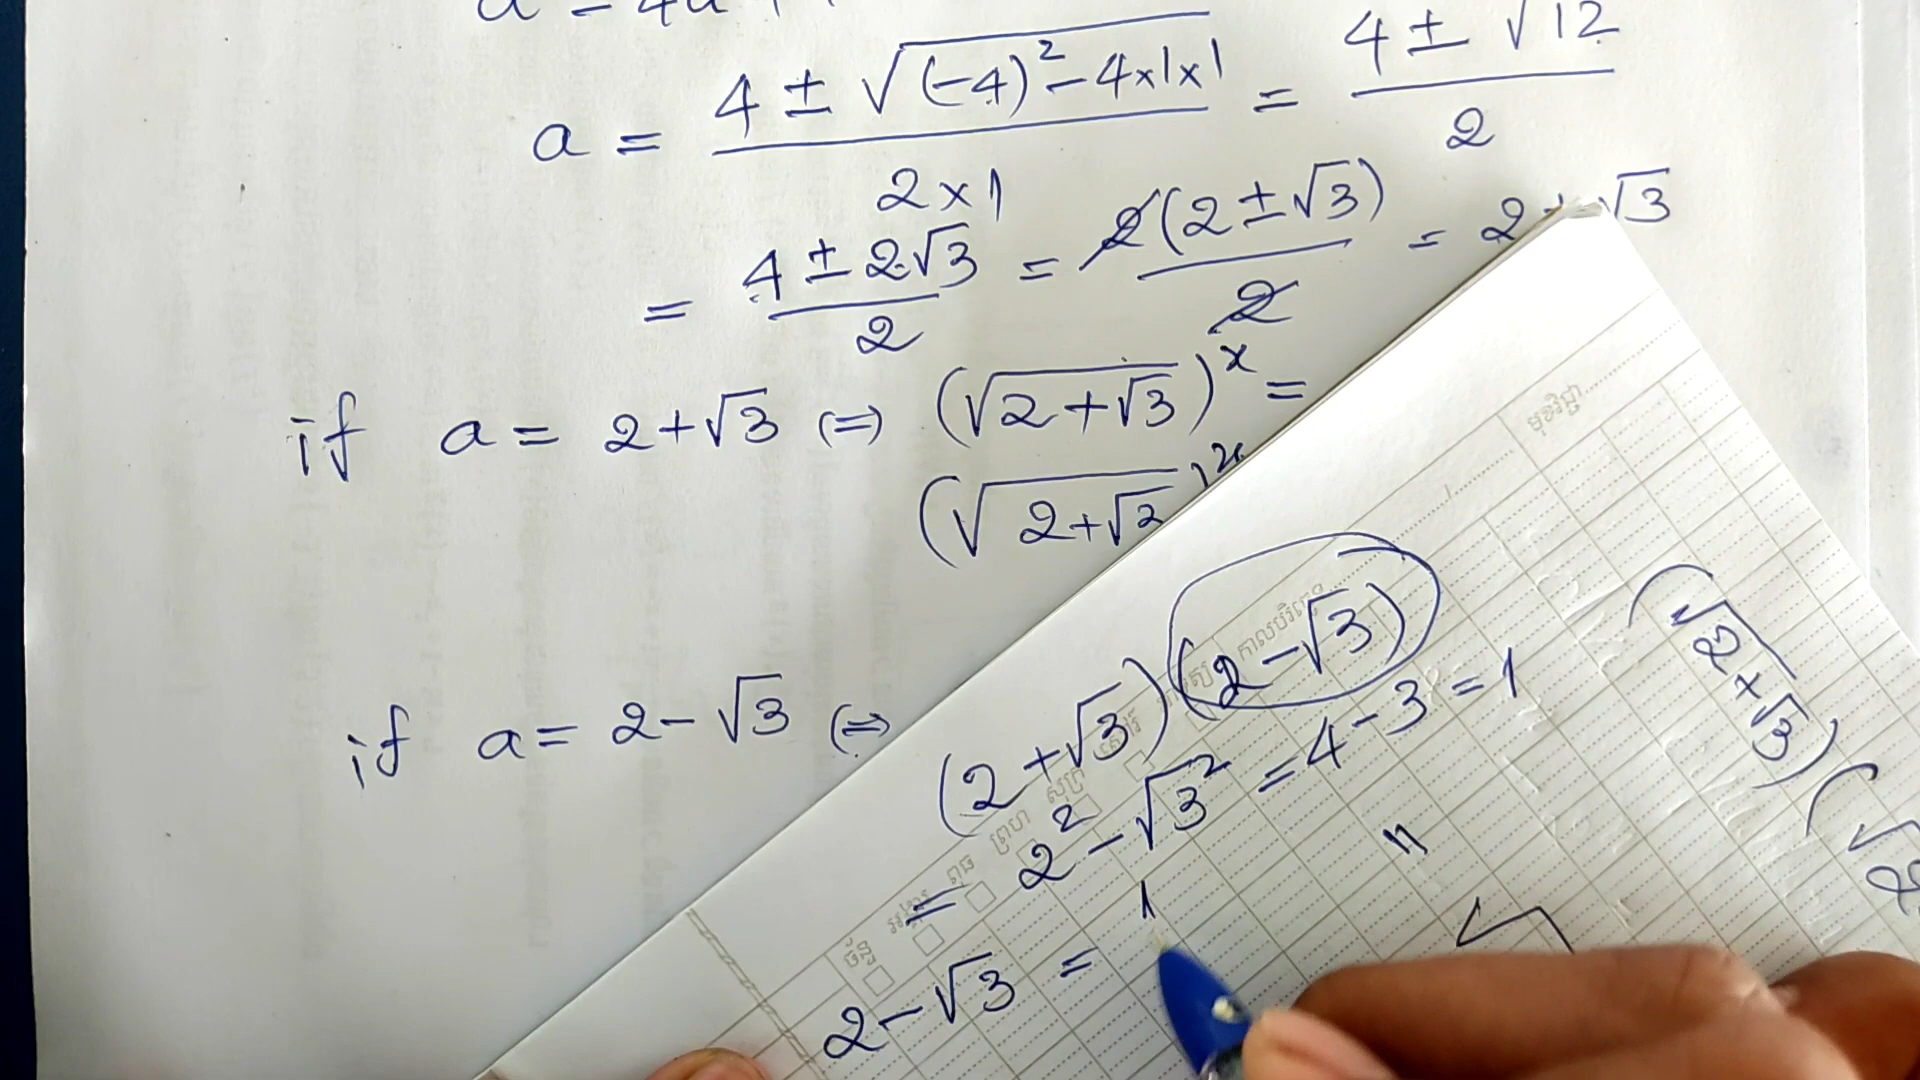 a = (4 ± √((-4)² - 4×1×1)) / (2×1) = (4 ± √12) / 2
= (4 ± 2√3) / 2 = 2(2 ± √3) / 2 = 2 ± √3
if a = 2+√3 ⇔ (√(2+√3))ˣ =
(√(2+√2
if a = 2-√3 ⇔
(2+√3)(2-√3)
= 2² - √3² = 4-3 = 1
2-√3 = 1
(√(2+√3))(√2